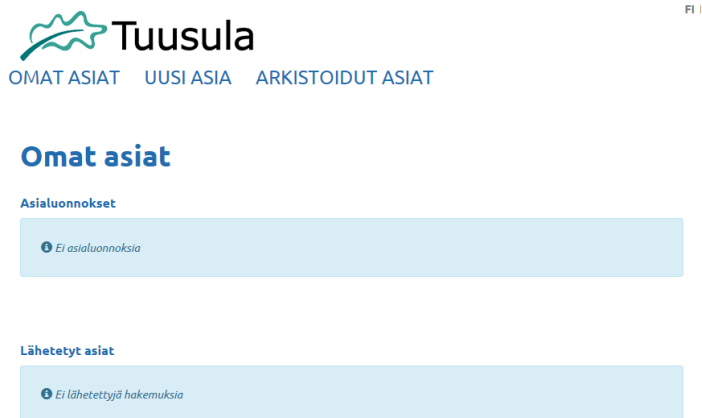 FI
Tuusula
OMAT ASIAT UUSI ASIA ARKISTOIDUT ASIAT
Omat asiat
Asialuonnokset
Ei asialuonnoksia
Lähetetyt asiat
Ei lähetettyjä hakemuksia